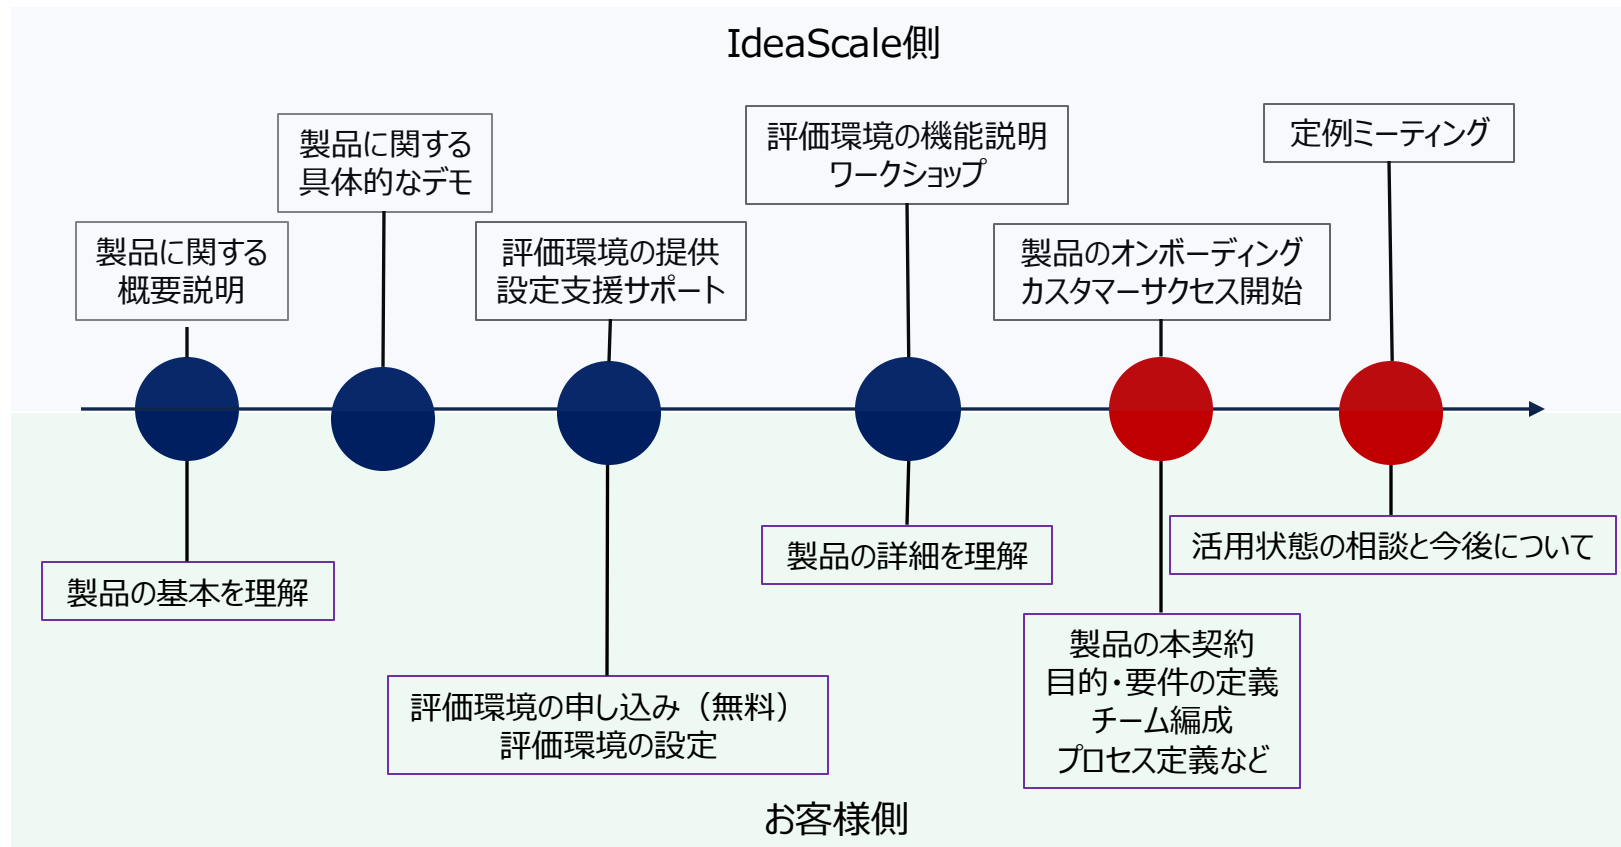 IdeaScale側
製品に関する
概要説明
製品に関する
具体的なデモ
評価環境の提供
設定支援サポート
評価環境の機能説明
ワークショップ
製品のオンボーディング
カスタマーサクセス開始
定例ミーティング
製品の基本を理解
評価環境の申し込み（無料）
評価環境の設定
製品の詳細を理解
製品の本契約
目的・要件の定義
チーム編成
プロセス定義など
活用状態の相談と今後について
お客様側